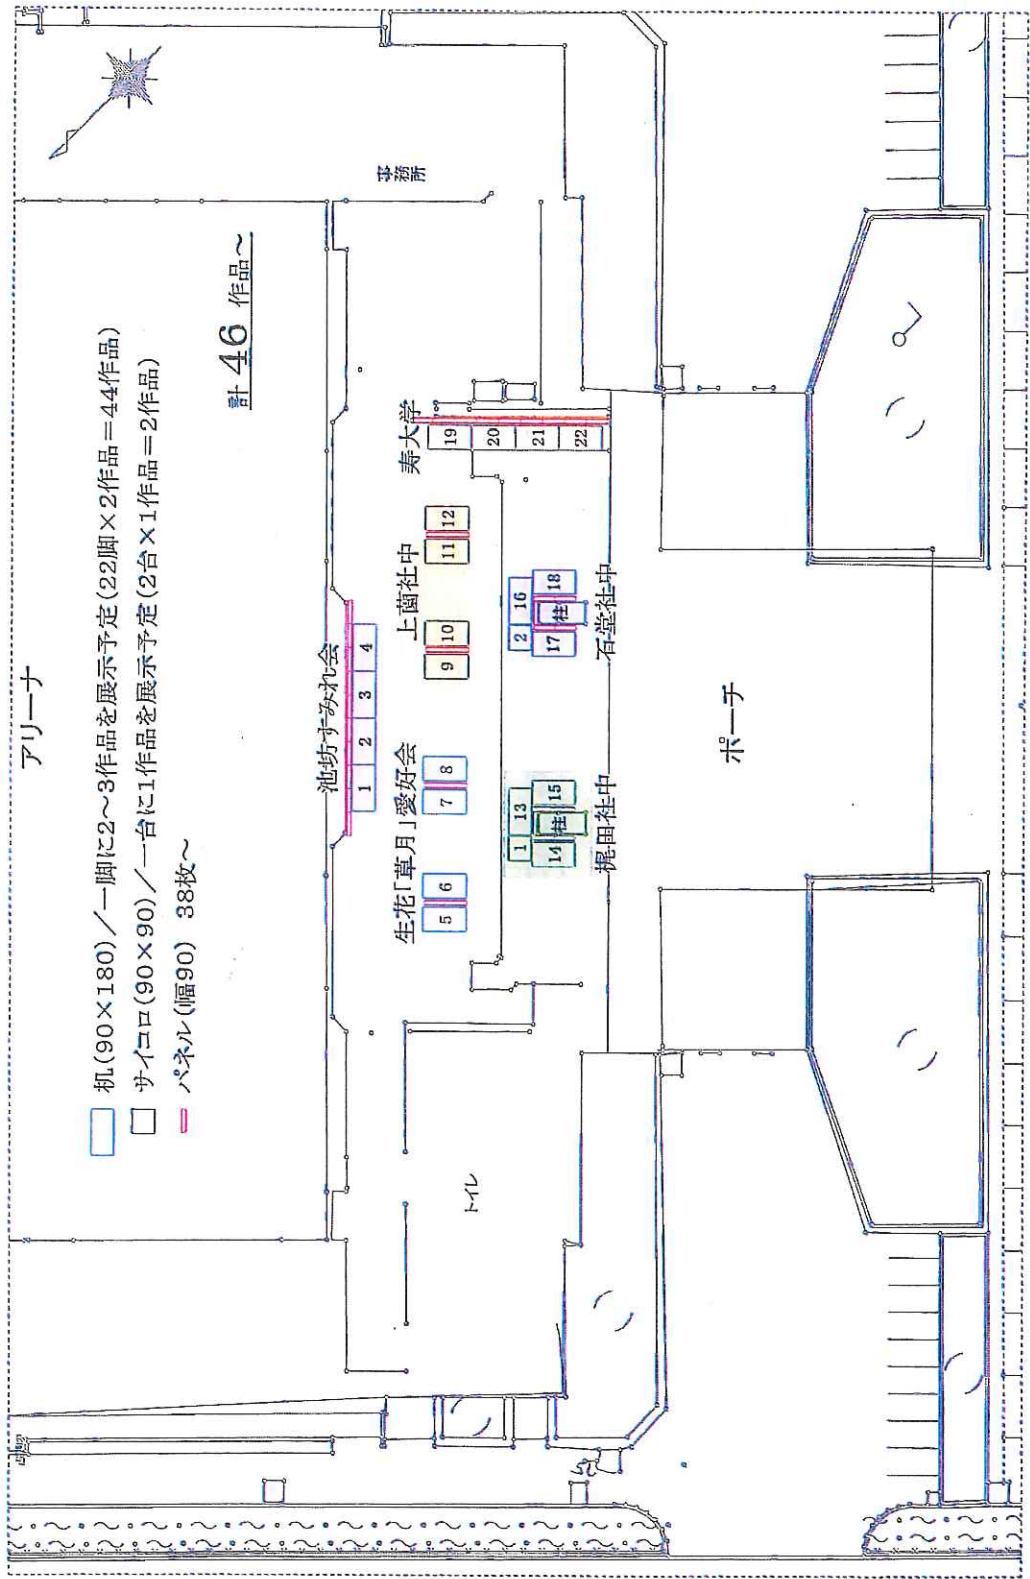 アリーナ
机(90×180)／一脚に2～3作品を展示予定(22脚×2作品=44作品)
サイコロ(90×90)／一台に1作品を展示予定(2台×1作品=2作品)
パネル(幅90) 38枚～
計 46 作品～
事務所
池坊すみれ会
1 2 3 4
生花「草月」愛好会
5 6 7 8
上薗社中
9 10 11 12
寿大学
19
20
21
22
1 13
14 柱 15
梶田社中
2 16
17 柱 18
石堂社中
トイレ
ポーチ